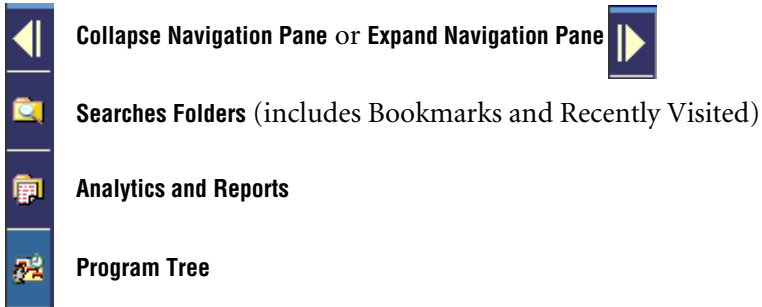 Collapse Navigation Pane or Expand Navigation Pane
Searches Folders (includes Bookmarks and Recently Visited)
Analytics and Reports
Program Tree